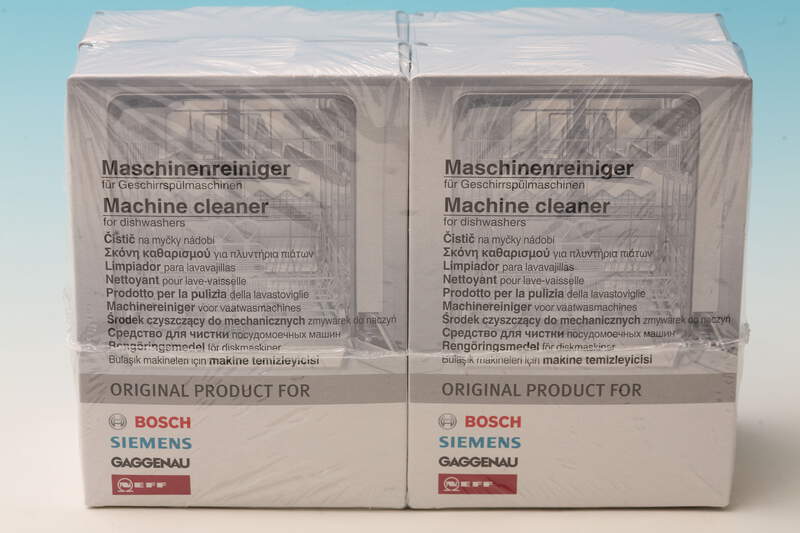 Maschinenreiniger
für Geschirrspülmaschinen
Machine cleaner
for dishwashers
Čistič na myčky nádobí
Σκόνη καθαρισμού για πλυντήρια πιάτων
Limpiador para lavavajillas
Nettoyant pour lave-vaisselle
Prodotto per la pulizia della lavastoviglie
Machinereiniger voor vaatwasmachines
Środek czyszczący do mechanicznych zmywarek do naczyń
Средство для чистки посудомоечных машин
Rengöringsmedel för diskmaskiner
Bulaşık makineleri için makine temizleyicisi
ORIGINAL PRODUCT FOR
BOSCH
SIEMENS
GAGGENAU
NEFF
Maschinenreiniger
für Geschirrspülmaschinen
Machine cleaner
for dishwashers
Čistič na myčky nádobí
Σκόνη καθαρισμού για πλυντήρια πιάτων
Limpiador para lavavajillas
Nettoyant pour lave-vaisselle
Prodotto per la pulizia della lavastoviglie
Machinereiniger voor vaatwasmachines
Środek czyszczący do mechanicznych zmywarek do naczyń
Средство для чистки посудомоечных машин
Rengöringsmedel för diskmaskiner
Bulaşık makineleri için makine temizleyicisi
ORIGINAL PRODUCT FOR
BOSCH
SIEMENS
GAGGENAU
NEFF